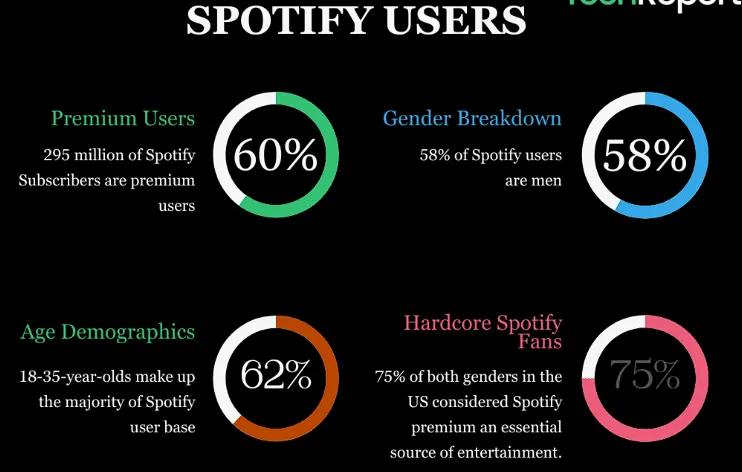 TechReport
SPOTIFY USERS
Premium Users
295 million of Spotify
Subscribers are premium
users
60%
Gender Breakdown
58% of Spotify users
are men
58%
Age Demographics
18-35-year-olds make up
the majority of Spotify
user base
62%
Hardcore Spotify
Fans
75% of both genders in the
US considered Spotify
premium an essential
source of entertainment.
75%